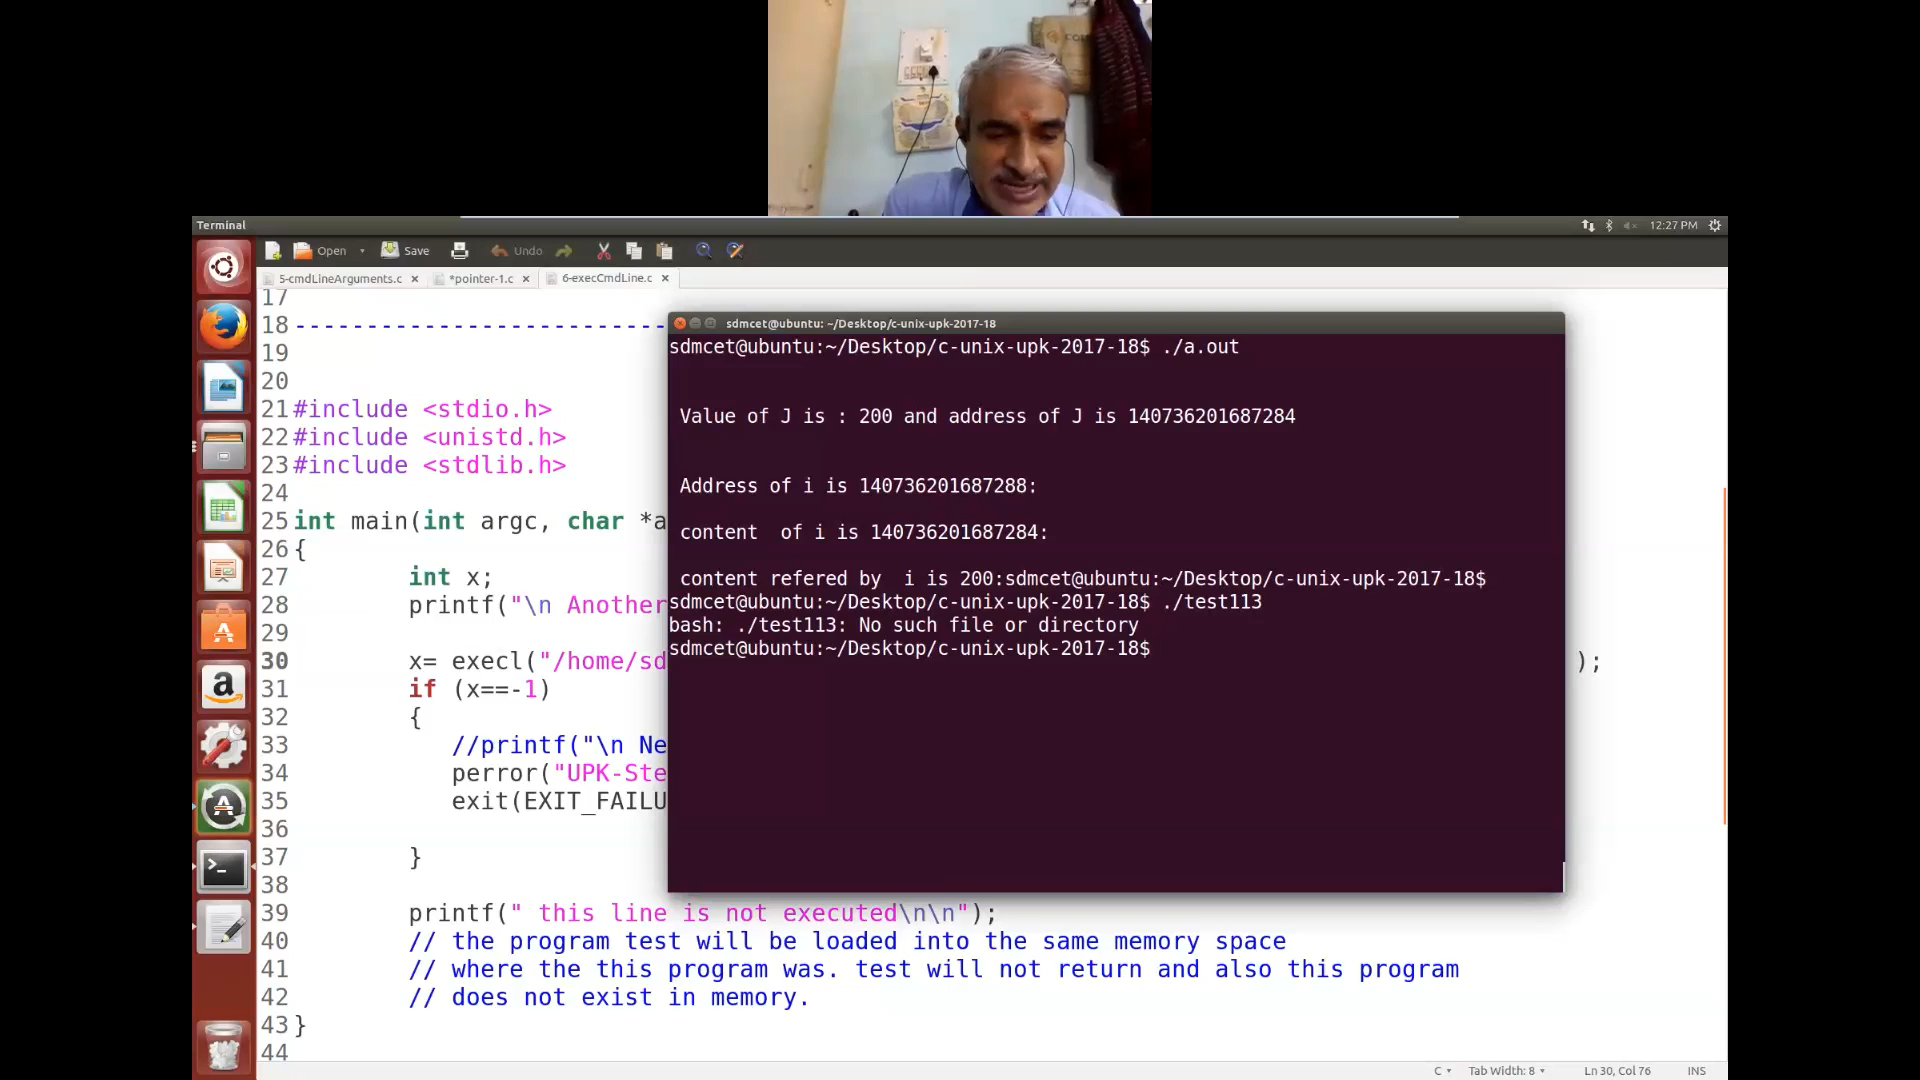 Terminal
12:27 PM
Open Save Undo
5-cmdLineArguments.c *pointer-1.c 6-execCmdLine.c
17
18 ---------------------------
19
20
21 #include <stdio.h>
22 #include <unistd.h>
23 #include <stdlib.h>
24
25 int main(int argc, char *a
26 {
27 int x;
28 printf("\n Another
29
30 x= execl("/home/sd );
31 if (x==-1)
32 {
33 //printf("\n Ne
34 perror("UPK-Ste
35 exit(EXIT_FAILU
36
37 }
38
39 printf(" this line is not executed\n\n");
40 // the program test will be loaded into the same memory space
41 // where the this program was. test will not return and also this program
42 // does not exist in memory.
43 }
44
sdmcet@ubuntu: ~/Desktop/c-unix-upk-2017-18
sdmcet@ubuntu:~/Desktop/c-unix-upk-2017-18$ ./a.out
Value of J is : 200 and address of J is 140736201687284
Address of i is 140736201687288:
content  of i is 140736201687284:
content refered by  i is 200:sdmcet@ubuntu:~/Desktop/c-unix-upk-2017-18$
sdmcet@ubuntu:~/Desktop/c-unix-upk-2017-18$ ./test113
bash: ./test113: No such file or directory
sdmcet@ubuntu:~/Desktop/c-unix-upk-2017-18$
C Tab Width: 8 Ln 30, Col 76 INS